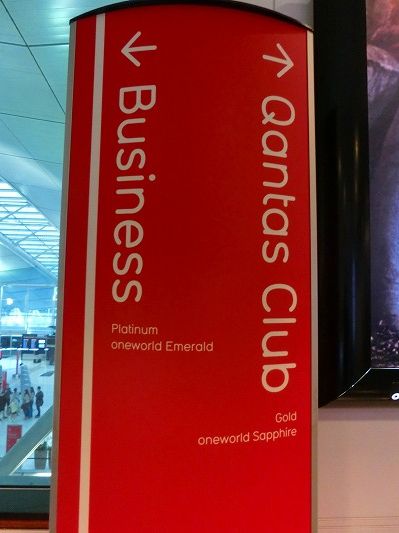 Business
Platinum
oneworld Emerald
Qantas Club
Gold
oneworld Sapphire